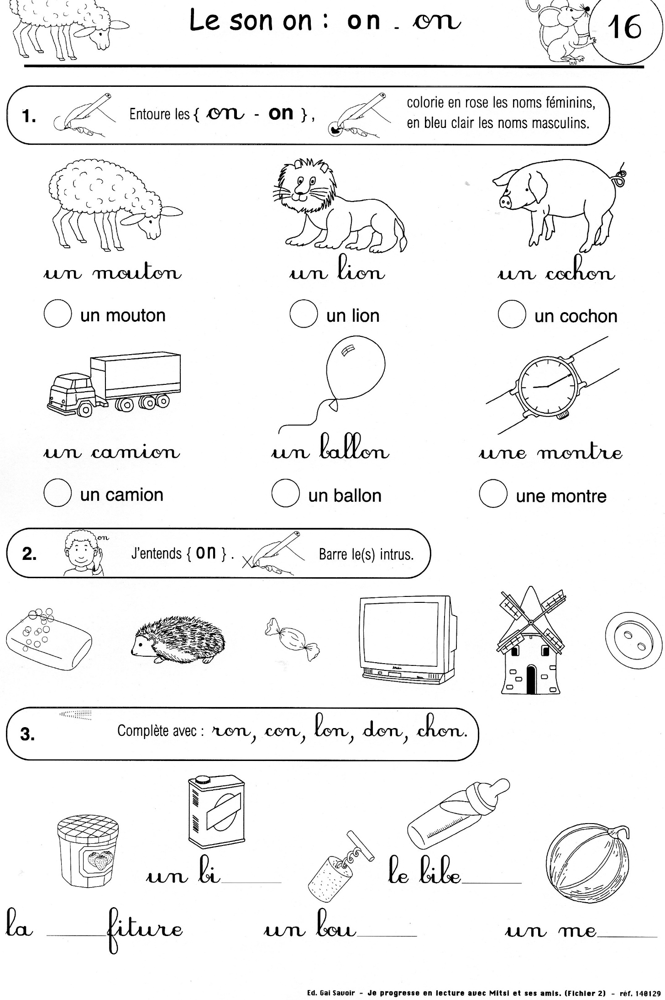 Le son on : on - on
16
1. Entoure les { on - on }, colorie en rose les noms féminins,
en bleu clair les noms masculins.
un mouton un lion un cochon
un mouton un lion un cochon
un camion un ballon une montre
un camion un ballon une montre
on
2. J'entends { on } . Barre le(s) intrus.
3. Complète avec : ron, con, lon, don, chon.
un bi____ le bibe____
la ____fiture un bou____ un me____
Ed. Gai Savoir - Je progresse en lecture avec Mitsi et ses amis. (Fichier 2) - réf. 140129